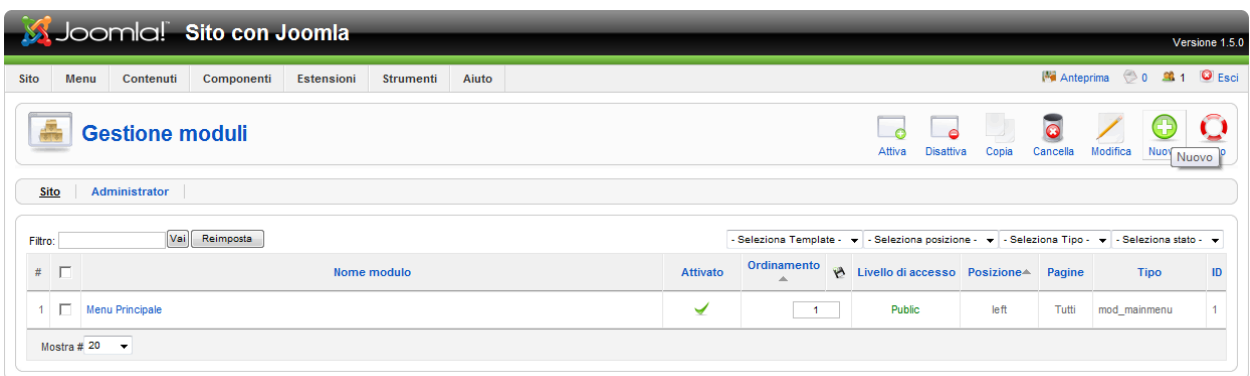 Joomla!™ Sito con Joomla
Versione 1.5.0
Sito Menu Contenuti Componenti Estensioni Strumenti Aiuto Anteprima 0 1 Esci
Gestione moduli
Attiva Disattiva Copia Cancella Modifica
Nuovo
Sito Administrator
Filtro: Vai Reimposta - Seleziona Template - - Seleziona posizione - - Seleziona Tipo - - Seleziona stato -
# Nome modulo Attivato Ordinamento Livello di accesso Posizione Pagine Tipo ID
1 Menu Principale 1 Public left Tutti mod_mainmenu 1
Mostra # 20